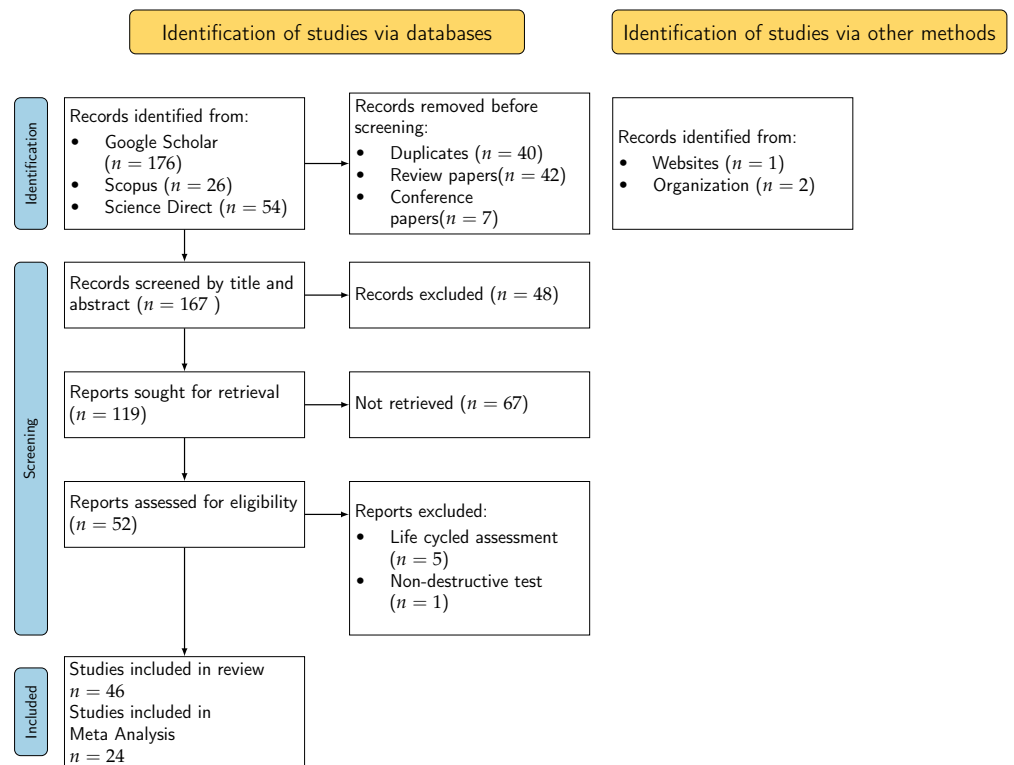 Identification of studies via databases
Identification of studies via other methods
Identification
Records identified from:
• Google Scholar
(n = 176)
• Scopus (n = 26)
• Science Direct (n = 54)
Records removed before
screening:
• Duplicates (n = 40)
• Review papers(n = 42)
• Conference
papers(n = 7)
Records identified from:
• Websites (n = 1)
• Organization (n = 2)
Screening
Records screened by title and
abstract (n = 167 )
Records excluded (n = 48)
Reports sought for retrieval
(n = 119)
Not retrieved (n = 67)
Reports assessed for eligibility
(n = 52)
Reports excluded:
• Life cycled assessment
(n = 5)
• Non-destructive test
(n = 1)
Included
Studies included in review
n = 46
Studies included in
Meta Analysis
n = 24